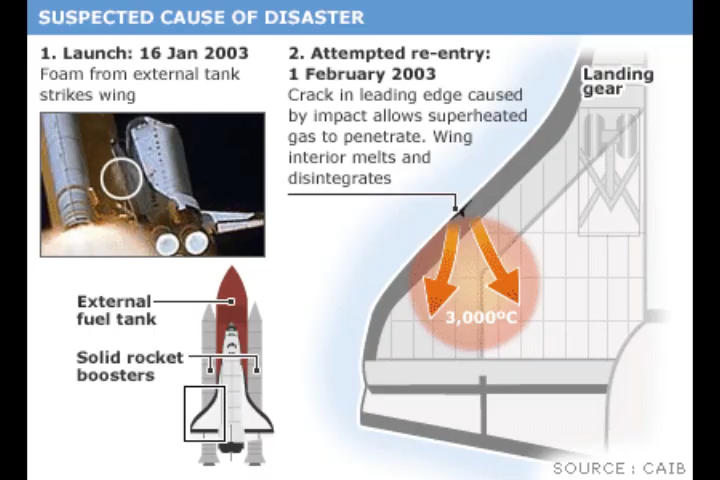 SUSPECTED CAUSE OF DISASTER
1. Launch: 16 Jan 2003
Foam from external tank
strikes wing
2. Attempted re-entry:
1 February 2003
Crack in leading edge caused
by impact allows superheated
gas to penetrate. Wing
interior melts and
disintegrates
Landing
gear
3,000ºC
External
fuel tank
Solid rocket
boosters
SOURCE : CAIB